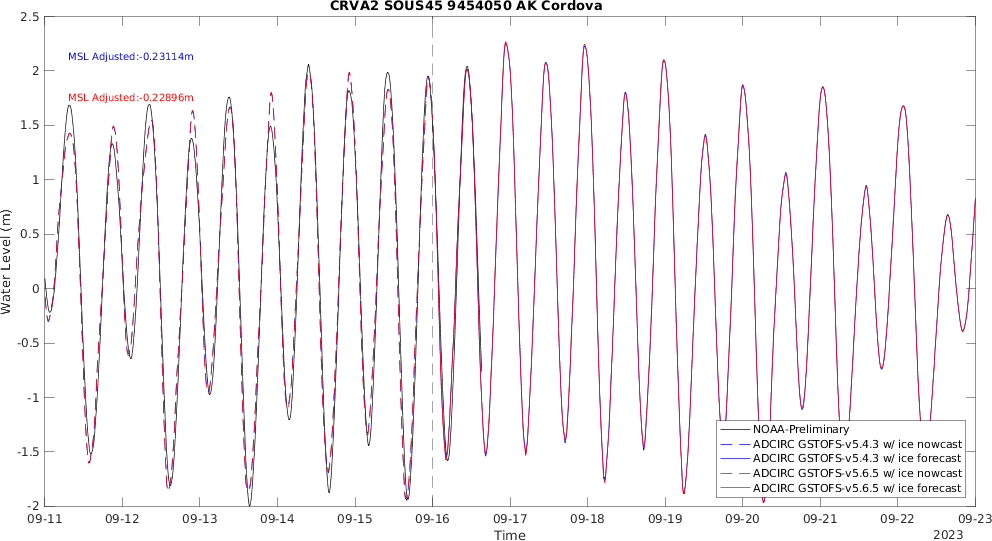 CRVA2 SOUS45 9454050 AK Cordova
2.5
2
1.5
1
0.5
0
-0.5
-1
-1.5
-2
Water Level (m)
MSL Adjusted:-0.23114m
MSL Adjusted:-0.22896m
NOAA-Preliminary
ADCIRC GSTOFS-v5.4.3 w/ ice nowcast
ADCIRC GSTOFS-v5.4.3 w/ ice forecast
ADCIRC GSTOFS-v5.6.5 w/ ice nowcast
ADCIRC GSTOFS-v5.6.5 w/ ice forecast
09-11 09-12 09-13 09-14 09-15 09-16 09-17 09-18 09-19 09-20 09-21 09-22 09-23
Time
2023